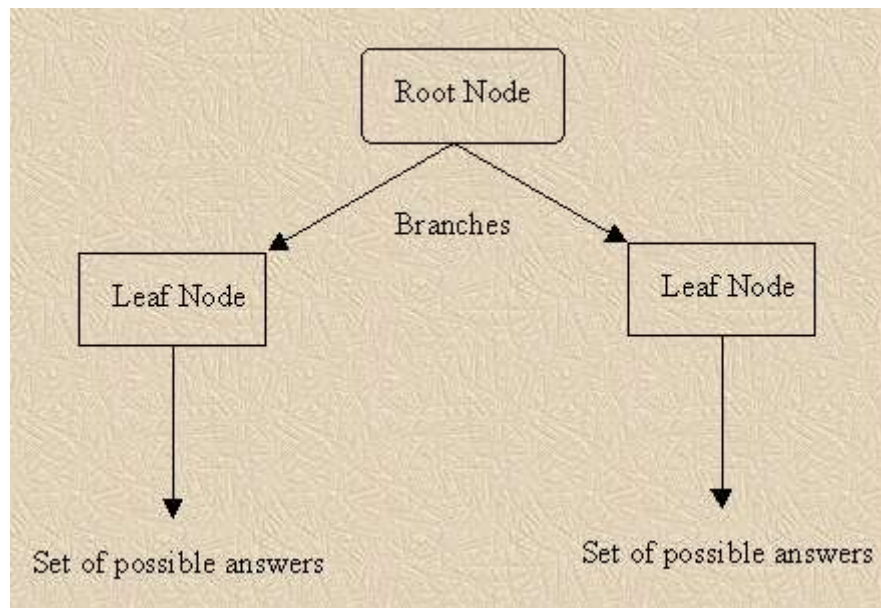 Root Node
Branches
Leaf Node
Leaf Node
Set of possible answers
Set of possible answers